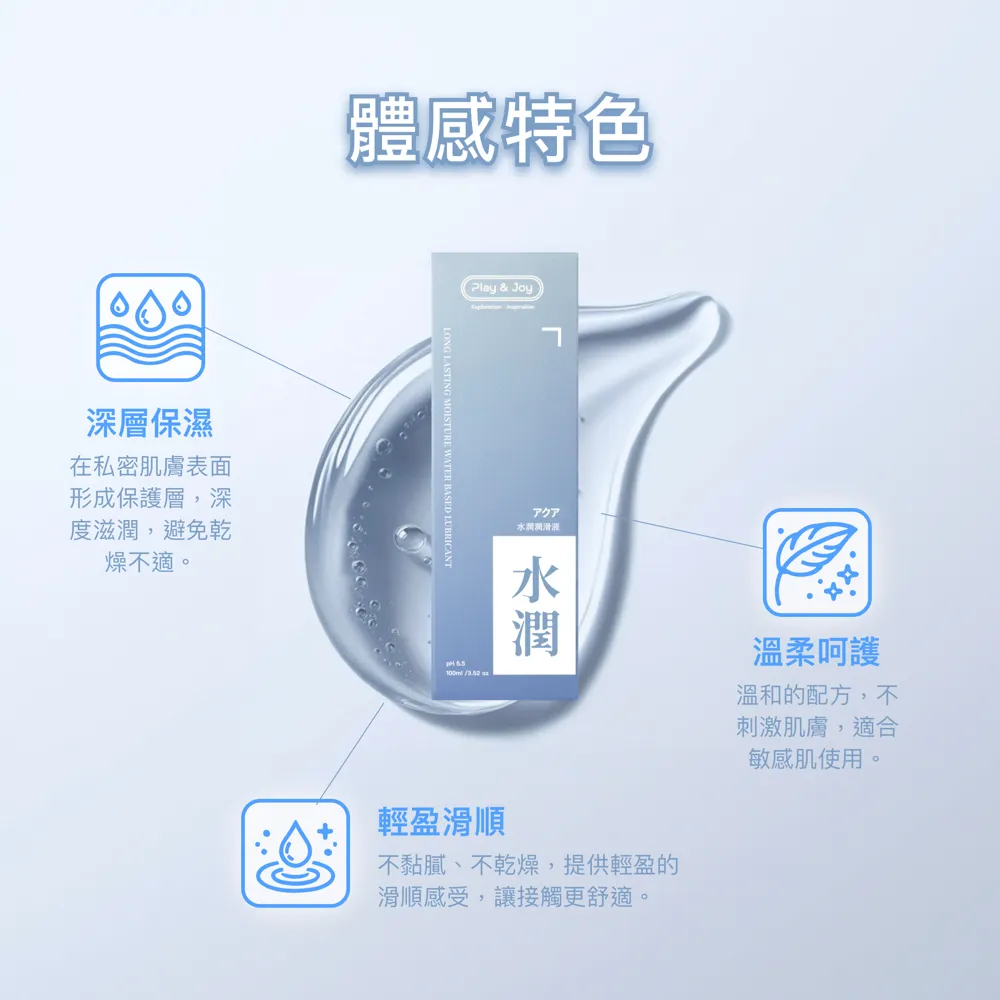 體感特色
深層保濕
在私密肌膚表面
形成保護層，深
度滋潤，避免乾
燥不適。
Play & Joy
Exploration · Inspiration
LONG LASTING MOISTURE WATER BASED LUBRICANT
アクア
水潤潤滑液
水潤
pH 5.5
100ml /3.52 oz
溫柔呵護
溫和的配方，不
刺激肌膚，適合
敏感肌使用。
輕盈滑順
不黏膩、不乾燥，提供輕盈的
滑順感受，讓接觸更舒適。